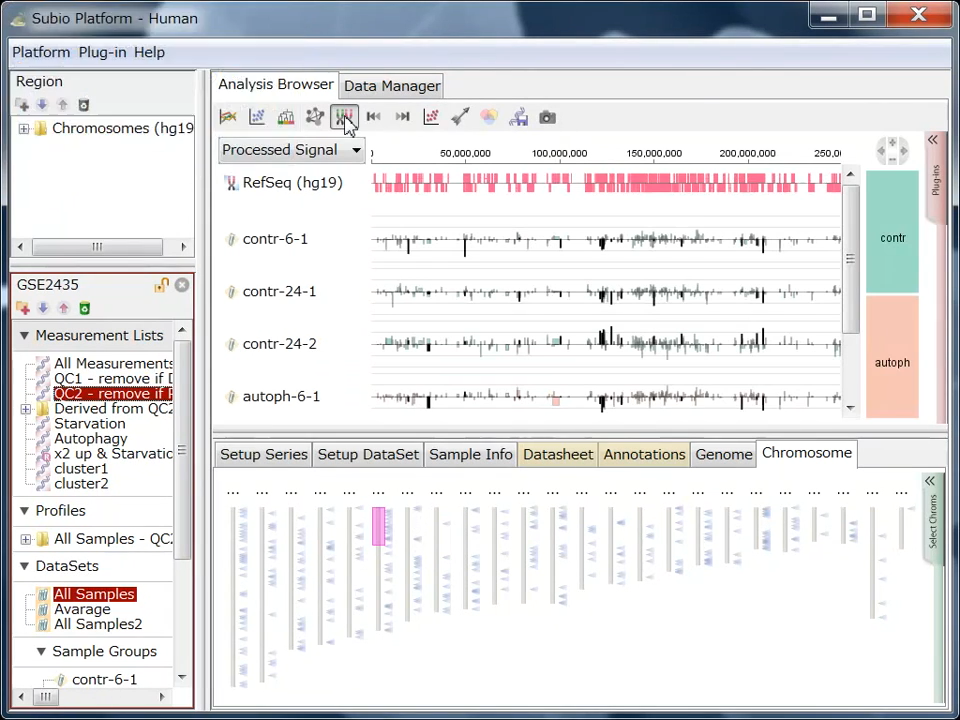 Subio Platform - Human
Platform Plug-in Help
Region
Chromosomes (hg19
GSE2435
Measurement Lists
All Measurements
QC1 - remove if
QC2 - remove if
Derived from QC2
Starvation
Autophagy
x2 up & Starvatio
cluster1
cluster2
Profiles
All Samples - QC2
DataSets
All Samples
Avarage
All Samples2
Sample Groups
contr-6-1
Analysis Browser Data Manager
Processed Signal
50,000,000 100,000,000 150,000,000 200,000,000 250,0
RefSeq (hg19)
contr-6-1
contr-24-1
contr-24-2
autoph-6-1
contr
autoph
Plug-ins
Setup Series Setup DataSet Sample Info Datasheet Annotations Genome Chromosome
... ... ... ... ... ... ... ... ... ... ... ... ... ... ... ... ... ... ... ... ... ... ... ...
Select Chroms